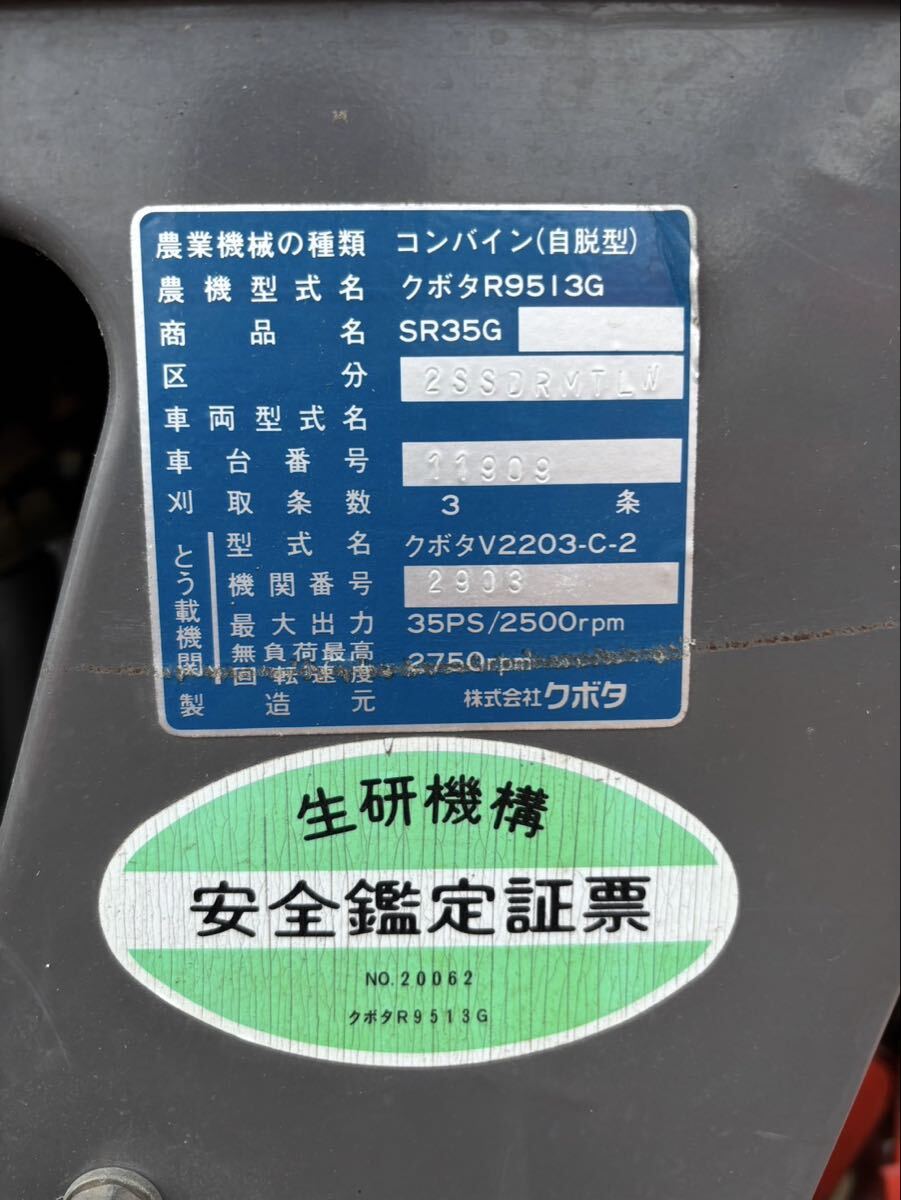 農業機械の種類 コンバイン(自脱型)
農機型式名 クボタR9513G
商品名 SR35G
区分 2SSDRMTLW
車両型式名
車台番号 11909
刈取条数 3条
とう載機関
型式名 クボタV2203-C-2
機関番号 2903
最大出力 35PS/2500rpm
無負荷最高回転速度 2750rpm
製造元 株式会社クボタ
生研機構
安全鑑定証票
NO.20062
クボタR9513G